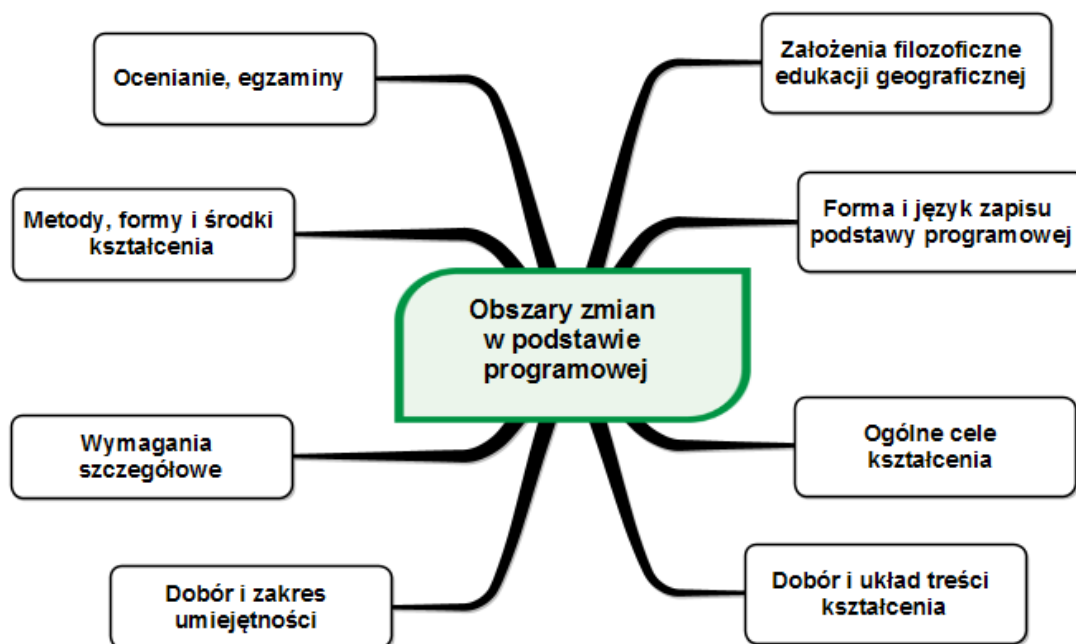 Ocenianie, egzaminy
Założenia filozoficzne
edukacji geograficznej
Metody, formy i środki
kształcenia
Forma i język zapisu
podstawy programowej
Obszary zmian
w podstawie
programowej
Wymagania
szczegółowe
Ogólne cele
kształcenia
Dobór i zakres
umiejętności
Dobór i układ treści
kształcenia